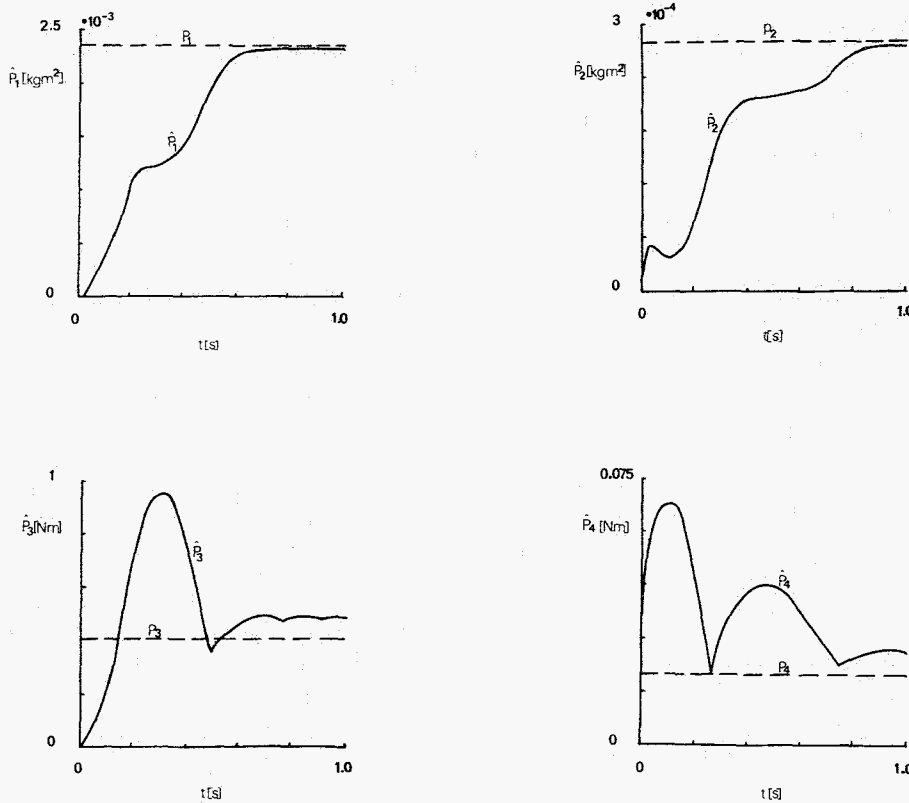 •10⁻³
2.5
P₁
P̂₁[kgm²]
P̂₁
0
0
1.0
t[s]
•10⁻⁴
3
P₂
P̂₂[kgm²]
P̂₂
0
0
1.0
t[s]
1
P̂₃[Nm]
P̂₃
P₃
0
0
1.0
t[s]
0.075
P̂₄[Nm]
P̂₄
P₄
0
0
1.0
t[s]